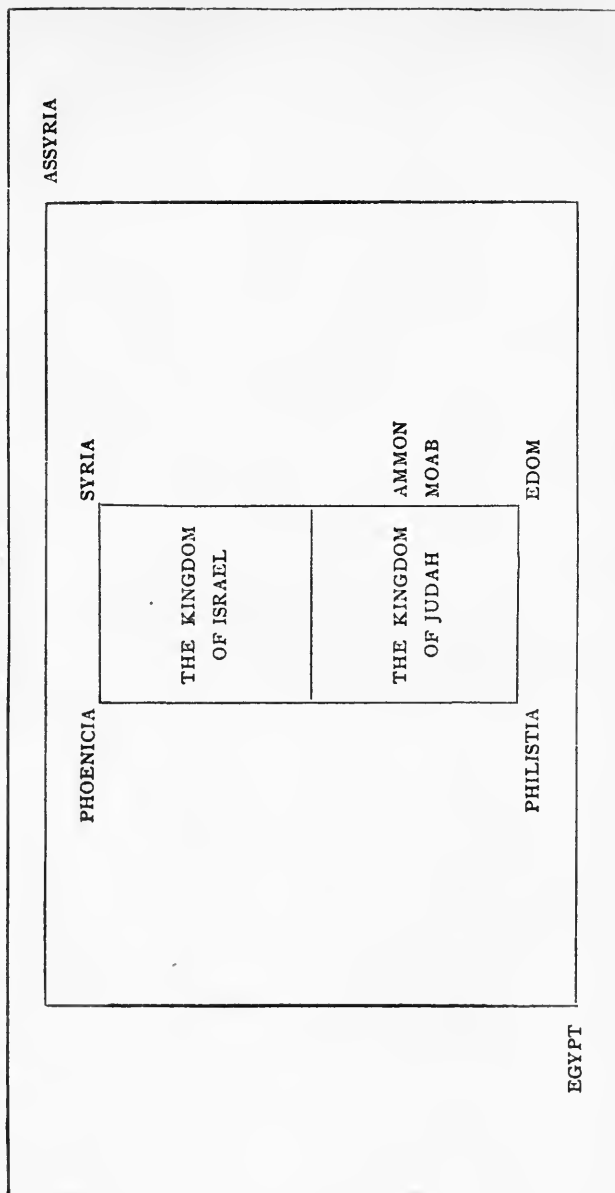 ASSYRIA
PHOENICIA
SYRIA
THE KINGDOM
OF ISRAEL
THE KINGDOM
OF JUDAH
AMMON
MOAB
PHILISTIA
EDOM
EGYPT